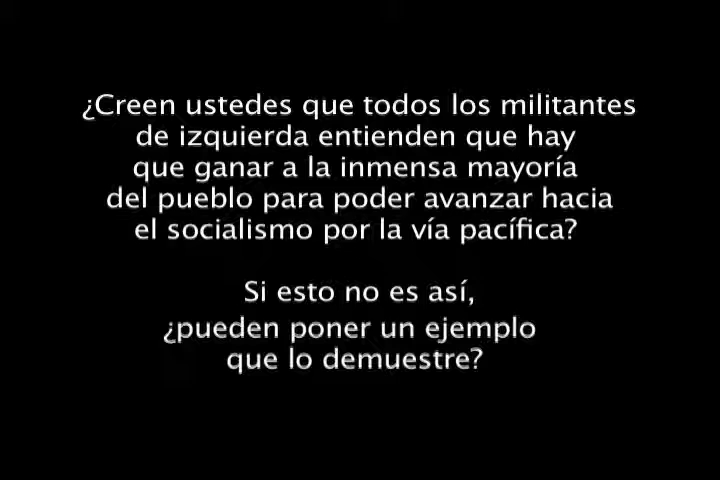 ¿Creen ustedes que todos los militantes
de izquierda entienden que hay
que ganar a la inmensa mayoría
del pueblo para poder avanzar hacia
el socialismo por la vía pacífica?
Si esto no es así,
¿pueden poner un ejemplo
que lo demuestre?